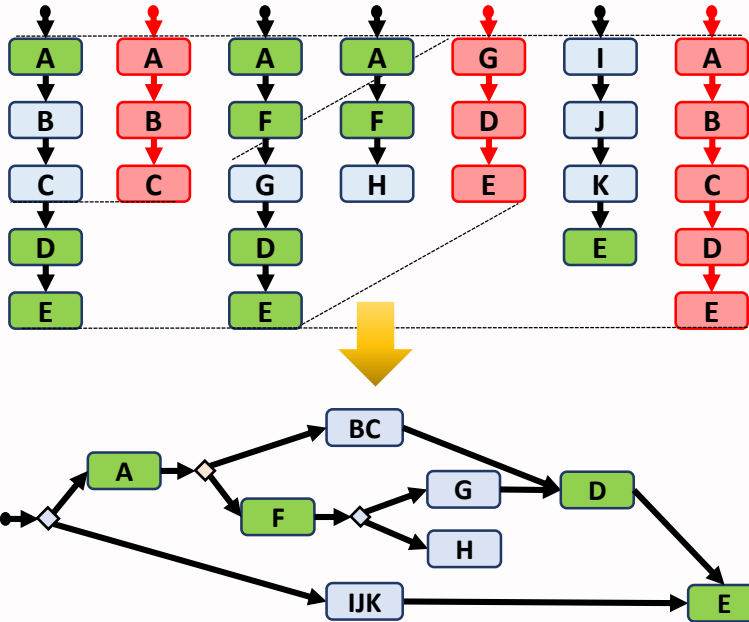 A A A A G I A
B B F F D J B
C C G H E K C
D D E D
E E E
BC
A G D
F
H
IJK E